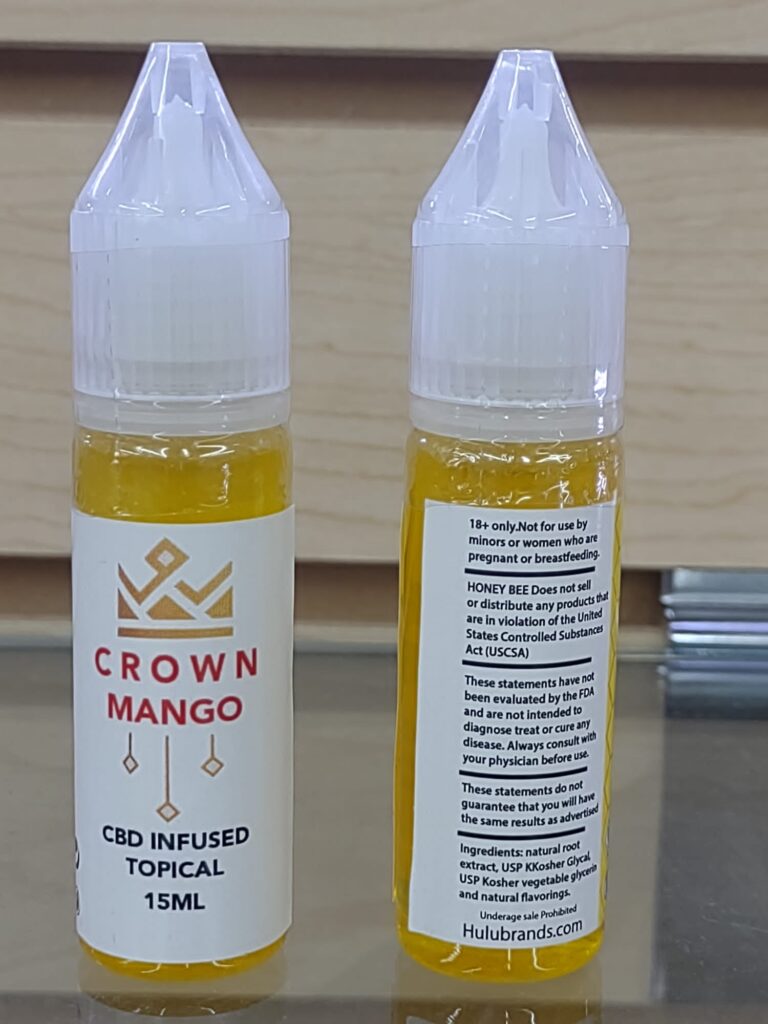 CROWN
MANGO
CBD INFUSED
TOPICAL
15ML
18+ only.Not for use by
minors or women who are
pregnant or breastfeeding.
HONEY BEE Does not sell
or distribute any products that
are in violation of the United
States Controlled Substances
Act (USCSA)
These statements have not
been evaluated by the FDA
and are not intended to
diagnose treat or cure any
disease. Always consult with
your physician before use.
These statements do not
guarantee that you will have
the same results as advertised
Ingredients: natural root
extract, USP KKosher Glycal,
USP Kosher vegetable glycerin
and natural flavorings.
Underage sale Prohibited
Hulubrands.com